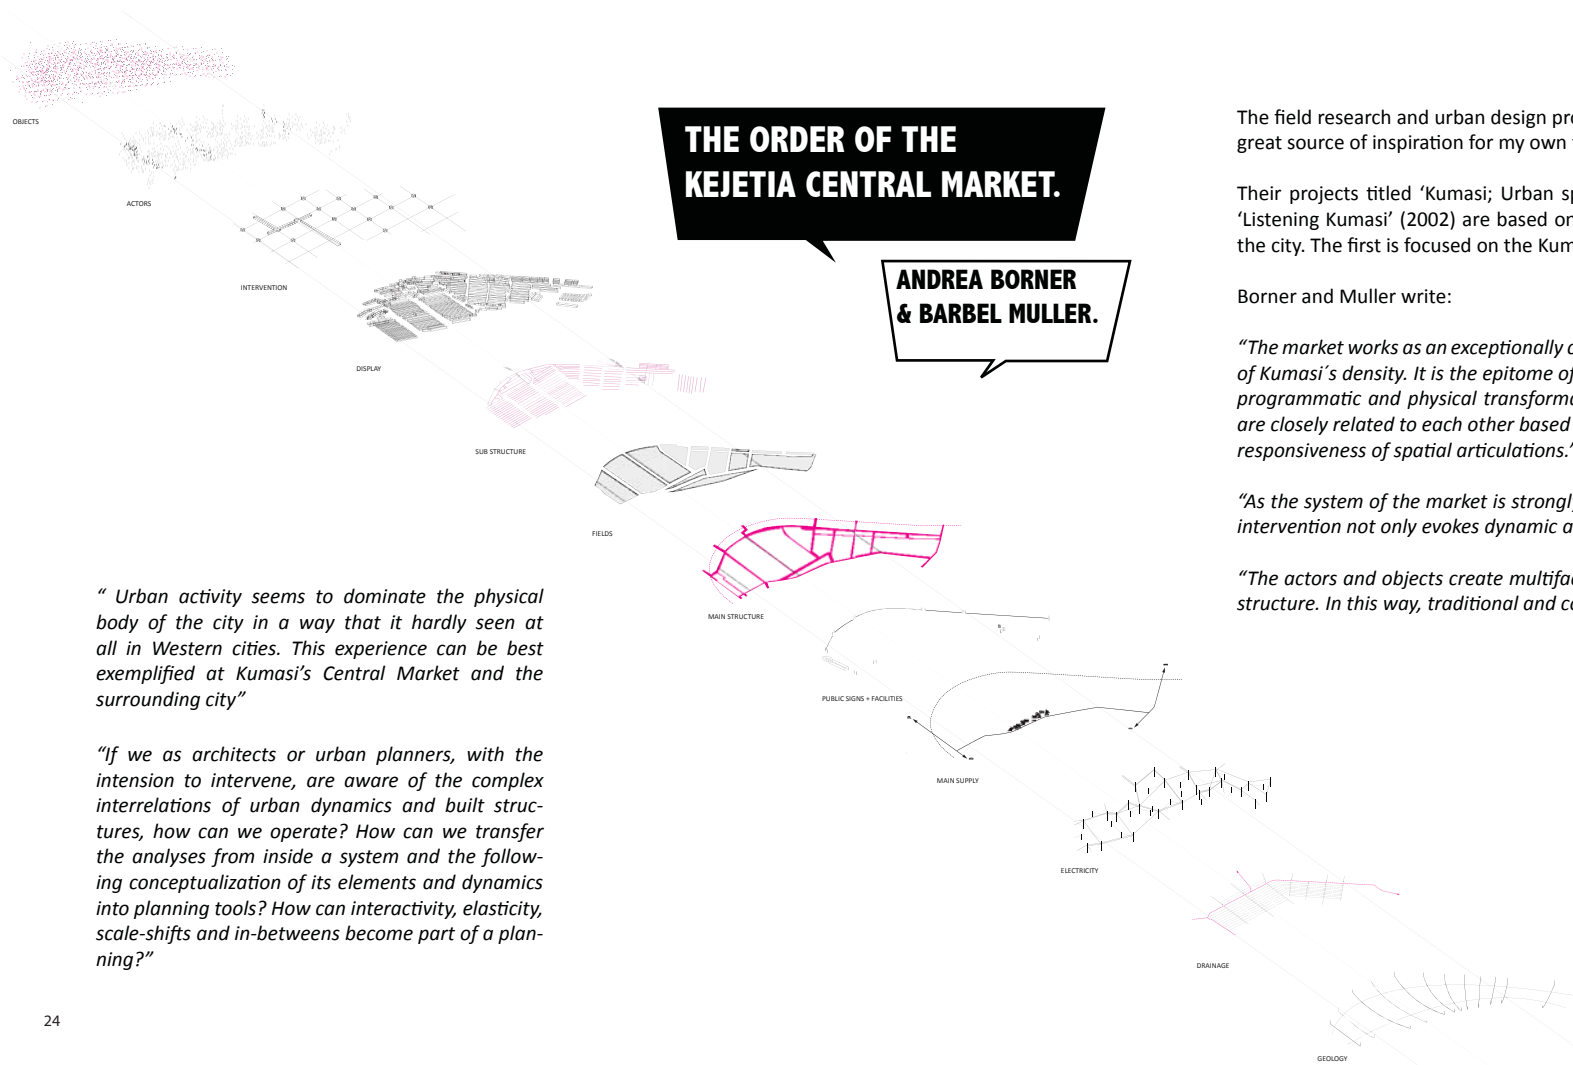 OBJECTS
ACTORS
INTERVENTION
DISPLAY
SUB STRUCTURE
FIELDS
MAIN STRUCTURE
PUBLIC SIGNS + FACILITIES
MAIN SUPPLY
ELECTRICITY
DRAINAGE
GEOLOGY
THE ORDER OF THE
KEJETIA CENTRAL MARKET.
ANDREA BORNER
& BARBEL MULLER.
“ Urban activity seems to dominate the physical
body of the city in a way that it hardly seen at
all in Western cities. This experience can be best
exemplified at Kumasi’s Central Market and the
surrounding city”
“If we as architects or urban planners, with the
intension to intervene, are aware of the complex
interrelations of urban dynamics and built struc-
tures, how can we operate? How can we transfer
the analyses from inside a system and the follow-
ing conceptualization of its elements and dynamics
into planning tools? How can interactivity, elasticity,
scale-shifts and in-betweens become part of a plan-
ning?”
24
The field research and urban design pro
great source of inspiration for my own
Their projects titled ‘Kumasi; Urban sp
‘Listening Kumasi’ (2002) are based on
the city. The first is focused on the Kum
Borner and Muller write:
“The market works as an exceptionally
of Kumasi´s density. It is the epitome of
programmatic and physical transforma
are closely related to each other based
responsiveness of spatial articulations.”
“As the system of the market is strongl
intervention not only evokes dynamic a
“The actors and objects create multifac
structure. In this way, traditional and co